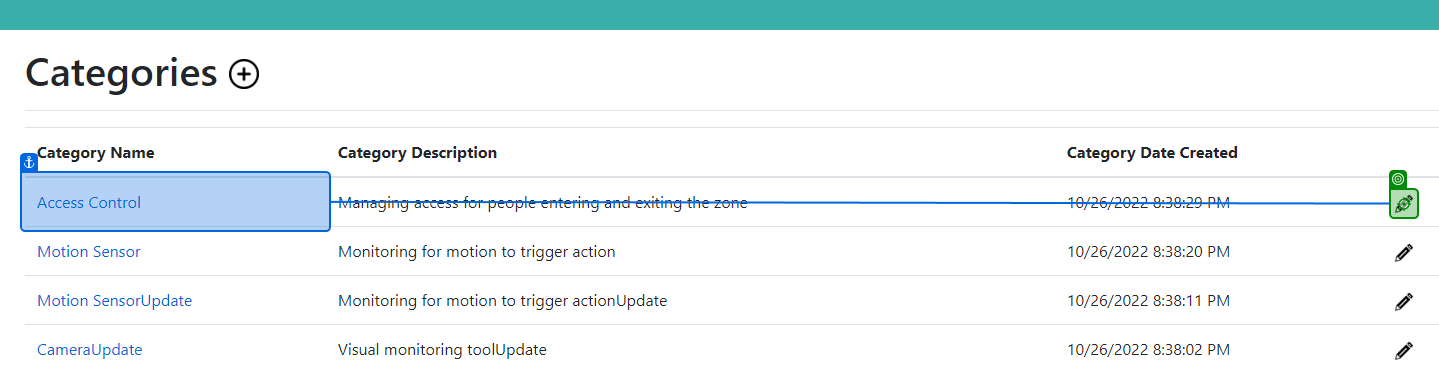 Categories
Category Name Category Description Category Date Created
Access Control Managing access for people entering and exiting the zone 10/26/2022 8:38:29 PM
Motion Sensor Monitoring for motion to trigger action 10/26/2022 8:38:20 PM
Motion SensorUpdate Monitoring for motion to trigger actionUpdate 10/26/2022 8:38:11 PM
CameraUpdate Visual monitoring toolUpdate 10/26/2022 8:38:02 PM